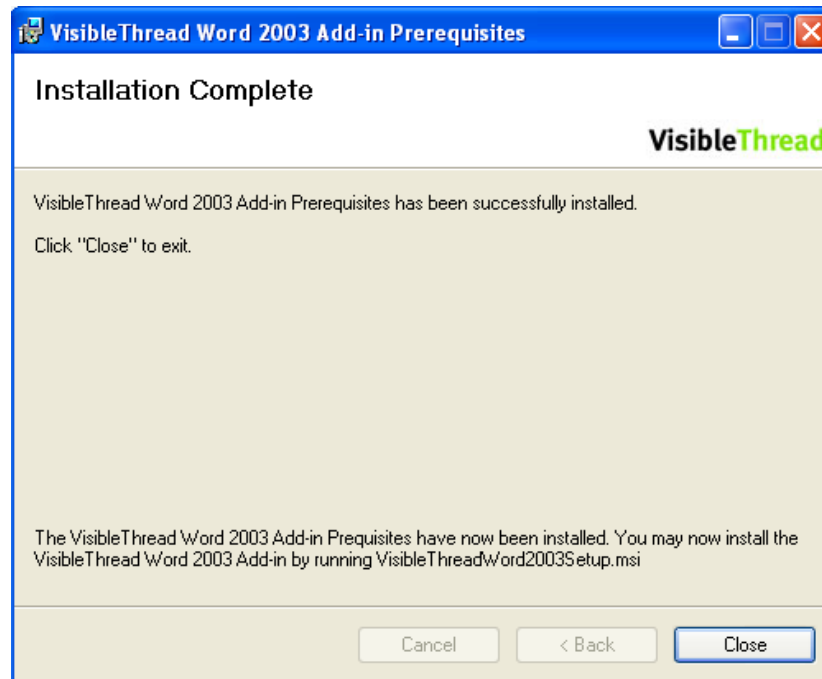 VisibleThread Word 2003 Add-in Prerequisites
Installation Complete
VisibleThread
VisibleThread Word 2003 Add-in Prerequisites has been successfully installed.
Click "Close" to exit.
The VisibleThread Word 2003 Add-in Prequisites have now been installed. You may now install the
VisibleThread Word 2003 Add-in by running VisibleThreadWord2003Setup.msi
Cancel
< Back
Close